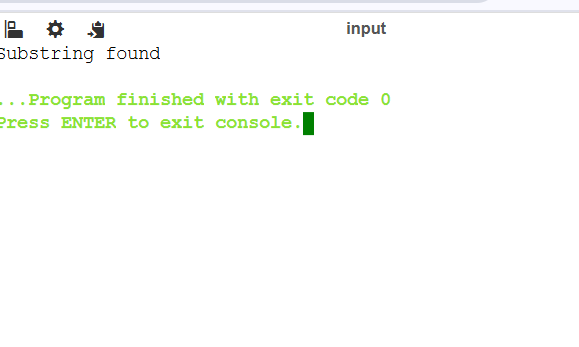 input
Substring found
...Program finished with exit code 0
Press ENTER to exit console.